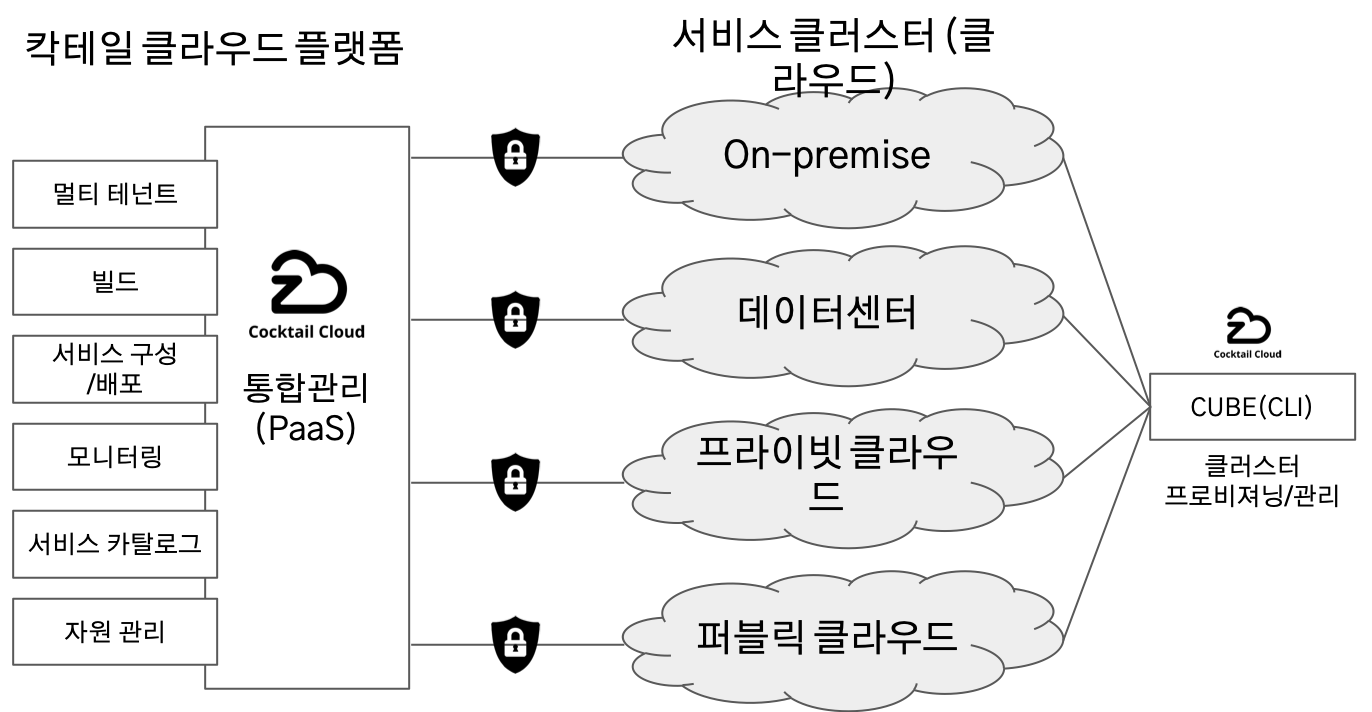 칵테일 클라우드 플랫폼
서비스 클러스터 (클
라우드)
멀티 테넌트
빌드
서비스 구성
/배포
모니터링
서비스 카탈로그
자원 관리
Cocktail Cloud
통합관리
(PaaS)
On-premise
데이터센터
프라이빗 클라우
드
퍼블릭 클라우드
Cocktail Cloud
CUBE(CLI)
클러스터
프로비져닝/관리